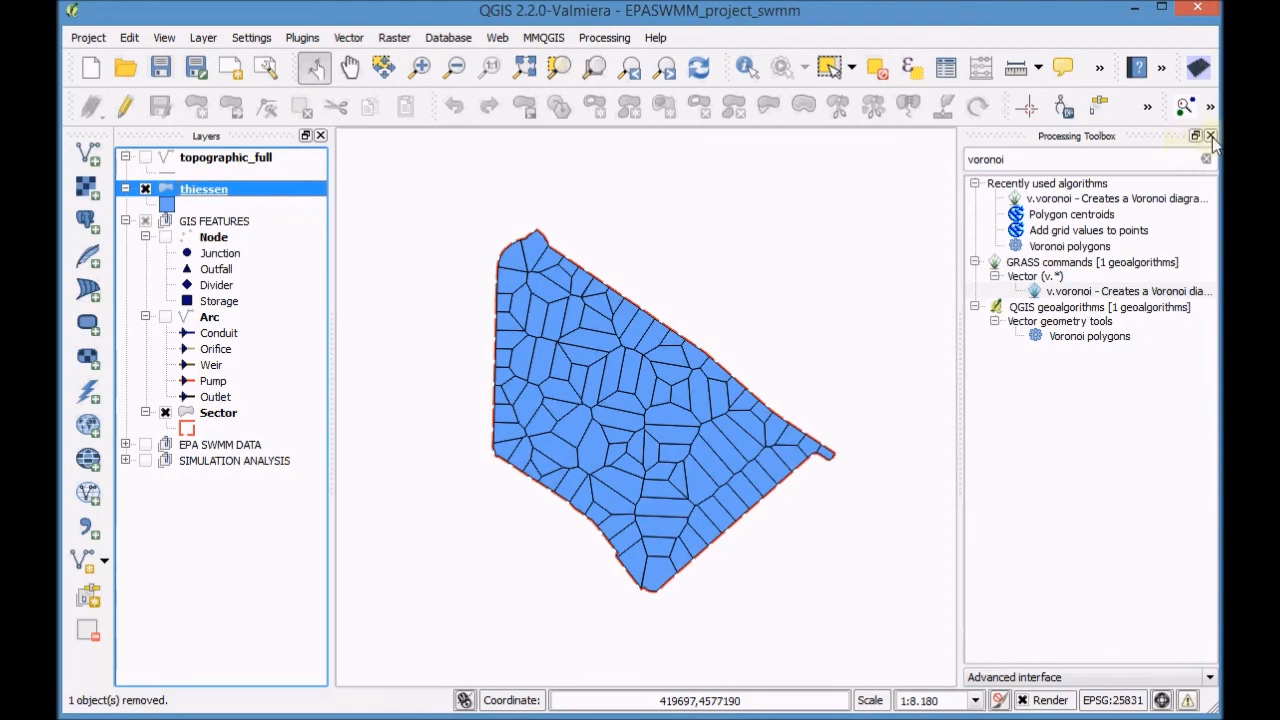 QGIS 2.2.0-Valmiera - EPASWMM_project_swmm
Project Edit View Layer Settings Plugins Vector Raster Database Web MMQGIS Processing Help
Layers
topographic_full
thiessen
GIS FEATURES
Node
Junction
Outfall
Divider
Storage
Arc
Conduit
Orifice
Weir
Pump
Outlet
Sector
EPA SWMM DATA
SIMULATION ANALYSIS
Processing Toolbox
voronoi
Recently used algorithms
v.voronoi - Creates a Voronoi diagra...
Polygon centroids
Add grid values to points
Voronoi polygons
GRASS commands [1 geoalgorithms]
Vector (v.*)
v.voronoi - Creates a Voronoi dia...
QGIS geoalgorithms [1 geoalgorithms]
Vector geometry tools
Voronoi polygons
Advanced interface
1 object(s) removed.
Coordinate: 419697,4577190 Scale 1:8.180 Render EPSG:25831